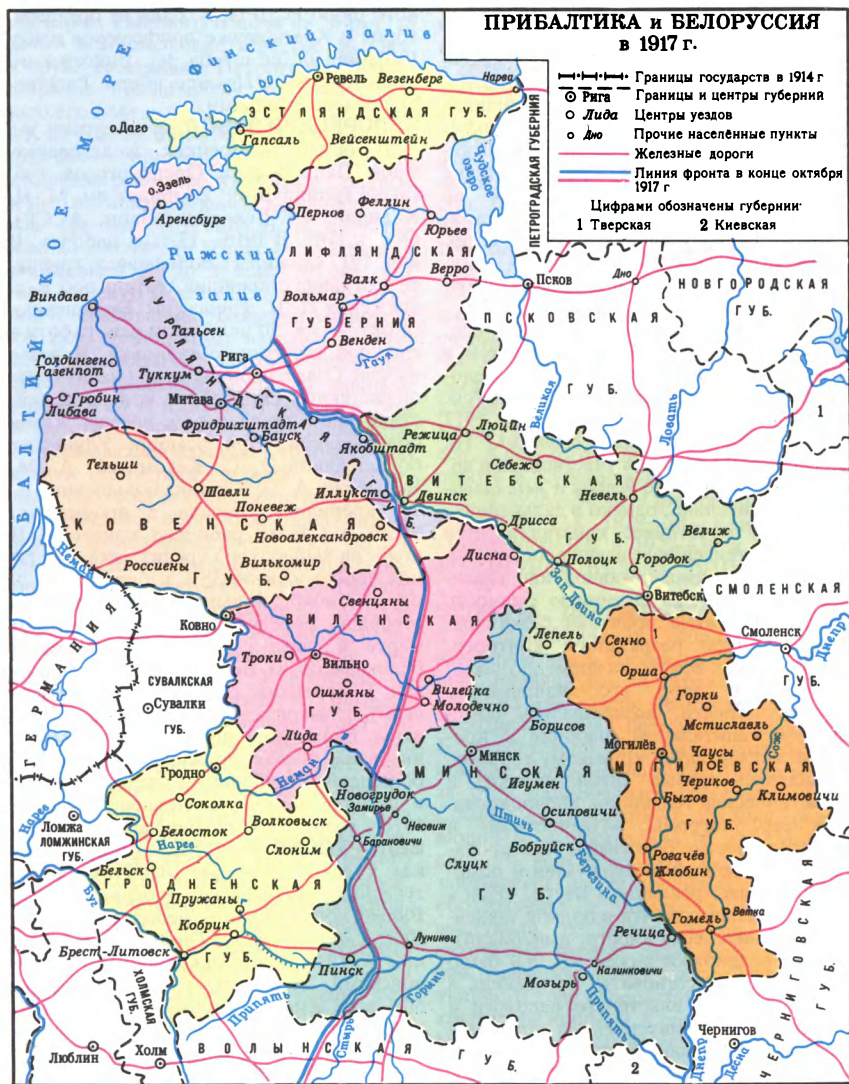 ПРИБАЛТИКА и БЕЛОРУССИЯ
в 1917 г.
Границы государств в 1914 г
Рига Границы и центры губерний
Лида Центры уездов
Дно Прочие населённые пункты
Железные дороги
Линия фронта в конце октября
1917 г
Цифрами обозначены губернии:
1 Тверская 2 Киевская
БАЛТИЙСКОЕ МОРЕ
Финский залив
Ревель
Везенберг
Нарва
ЭСТЛЯНДСКАЯ ГУБ.
о.Даго
Гапсаль
Вейсенштейн
Чудское
озеро
ПЕТРОГРАДСКАЯ ГУБЕРНИЯ
о.Эзель
Аренсбург
Пернов
Феллин
Юрьев
Рижский
залив
ЛИФЛЯНДСКАЯ
ГУБЕРНИЯ
Валк
Верро
Псков
Дно
НОВГОРОДСКАЯ
ГУБ.
Вольмар
Венден
Гауя
ПСКОВСКАЯ
ГУБ.
Великая
Ловать
1
Виндава
КУРЛЯНДСКАЯ
ГУБ.
Тальсен
Голдинген
Газенпот
Туккум
Рига
Гробин
Либава
Митава
Фридрихштадт
Бауск
Якобштадт
Режица
Люцин
Себеж
ВИТЕБСКАЯ
ГУБ.
Невель
Велиж
Тельши
Шавли
Иллукст
Двинск
Поневеж
КОВЕНСКАЯ
ГУБ.
Новоалександровск
Дрисса
Россиены
Вилькомир
Дисна
Полоцк
Городок
Зап.Двина
Витебск
СМОЛЕНСКАЯ
ГУБ.
Неман
Свенцяны
Ковно
ВИЛЕНСКАЯ
ГУБ.
Лепель
Сенно
Смоленск
Днепр
ГЕРМАНИЯ
СУВАЛКСКАЯ
Сувалки
ГУБ.
Троки
Вильно
Ошмяны
Вилейка
Молодечно
Орша
Горки
Борисов
Мстиславль
Сож
Лида
Неман
Минск
Могилёв
Чаусы
МОГИЛЁВСКАЯ
ГУБ.
Гродно
МИНСКАЯ
ГУБ.
Игумен
Чериков
Климовичи
Новогрудок
Быхов
Соколка
Замирье
Несвиж
Птичь
Осиповичи
Нарев
Ломжа
ЛОМЖИНСКАЯ
ГУБ.
Белосток
Волковыск
Барановичи
Нарев
Слоним
Слуцк
Бобруйск
Березина
Рогачёв
Бельск
Жлобин
ГРОДНЕНСКАЯ
ГУБ.
Буг
Пружаны
Ветка
Кобрин
Речица
Гомель
Брест-Литовск
Лунинец
Пинск
Калинковичи
Мозырь
ХОЛМСКАЯ
ГУБ.
Припять
Горынь
Припять
Стырь
ЧЕРНИГОВСКАЯ
ГУБ.
Чернигов
Люблин
Холм
ВОЛЫНСКАЯ
ГУБ.
2
Днепр
Десна